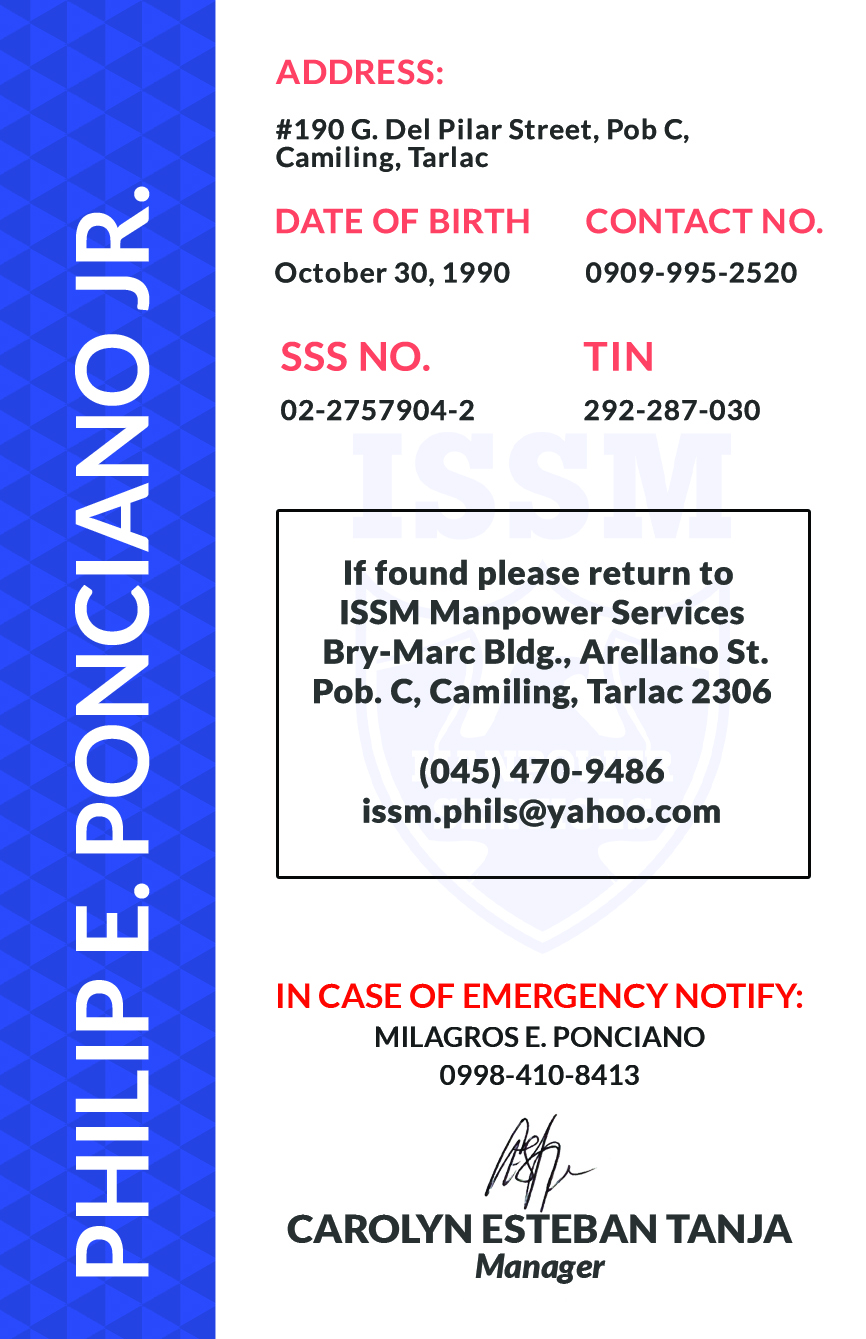 PHILIP E. PONCIANO JR.
ADDRESS:
#190 G. Del Pilar Street, Pob C,
Camiling, Tarlac
DATE OF BIRTH
October 30, 1990
CONTACT NO.
0909-995-2520
SSS NO.
02-2757904-2
TIN
292-287-030
ISSM
MANPOWER
SERVICES
If found please return to
ISSM Manpower Services
Bry-Marc Bldg., Arellano St.
Pob. C, Camiling, Tarlac 2306
(045) 470-9486
issm.phils@yahoo.com
IN CASE OF EMERGENCY NOTIFY:
MILAGROS E. PONCIANO
0998-410-8413
CAROLYN ESTEBAN TANJA
Manager